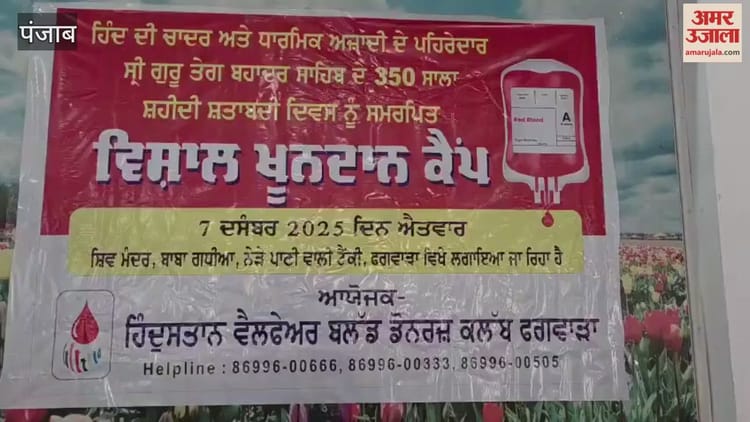 पंजाब
अमर उजाला
amarujala.com
ਹਿੰਦ ਦੀ ਚਾਦਰ ਅਤੇ ਧਾਰਮਿਕ ਅਜ਼ਾਦੀ ਦੇ ਪਹਿਰੇਦਾਰ
ਸ੍ਰੀ ਗੁਰੂ ਤੇਗ ਬਹਾਦਰ ਸਾਹਿਬ ਦੇ 350 ਸਾਲਾ
ਸ਼ਹੀਦੀ ਸ਼ਤਾਬਦੀ ਦਿਵਸ ਨੂੰ ਸਮਰਪਿਤ
ਵਿਸ਼ਾਲ ਖੂਨਦਾਨ ਕੈਂਪ
A
7 ਦਸੰਬਰ 2025 ਦਿਨ ਐਤਵਾਰ
ਸ਼ਿਵ ਮੰਦਰ, ਬਾਬਾ ਗਧੀਆ, ਨੇੜੇ ਪਾਣੀ ਵਾਲੀ ਟੈਂਕੀ, ਫਗਵਾੜਾ ਵਿਖੇ ਲਗਾਇਆ ਜਾ ਰਿਹਾ ਹੈ
ਆਯੋਜਕ-
ਹਿੰਦੁਸਤਾਨ ਵੈਲਫੇਅਰ ਬਲੱਡ ਡੋਨਰਜ਼ ਕਲੱਬ ਫਗਵਾੜਾ
Helpline : 86996-00666, 86996-00333, 86996-00505